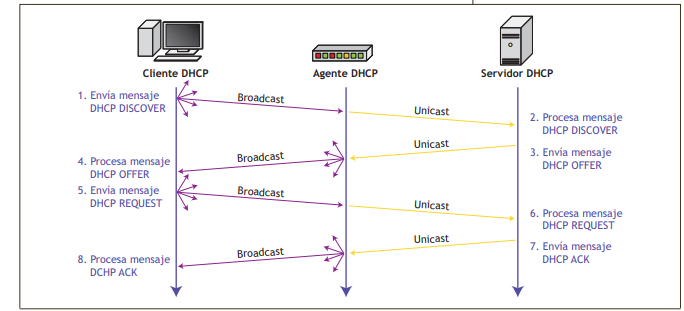 Cliente DHCP
Agente DHCP
Servidor DHCP
1. Envía mensaje
DHCP DISCOVER
Broadcast
Unicast
2. Procesa mensaje
DHCP DISCOVER
Unicast
3. Envía mensaje
DHCP OFFER
Broadcast
4. Procesa mensaje
DHCP OFFER
5. Envía mensaje
DHCP REQUEST
Broadcast
Unicast
6. Procesa mensaje
DHCP REQUEST
Unicast
7. Envía mensaje
DHCP ACK
Broadcast
8. Procesa mensaje
DCHP ACK